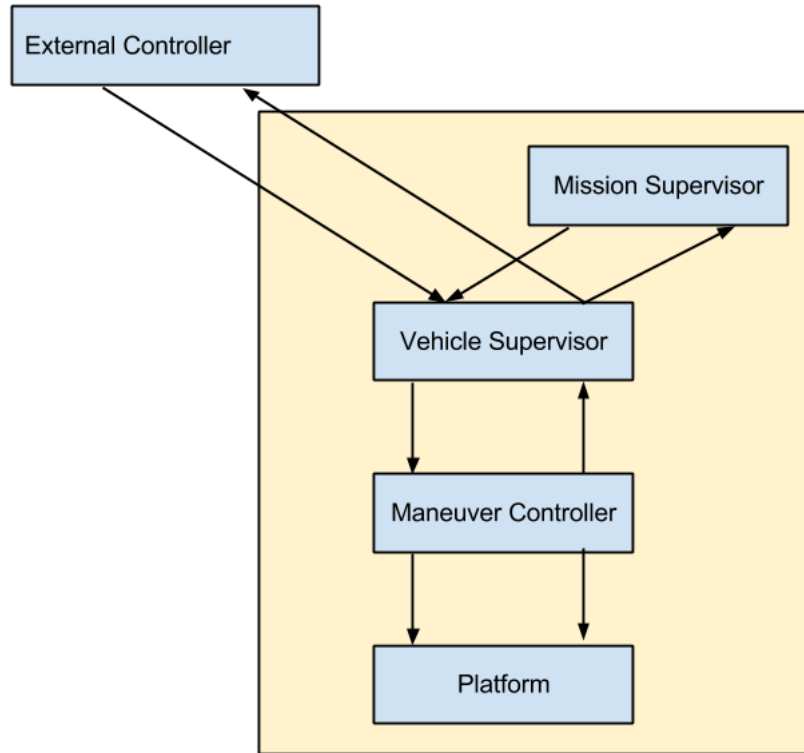 External Controller
Mission Supervisor
Vehicle Supervisor
Maneuver Controller
Platform